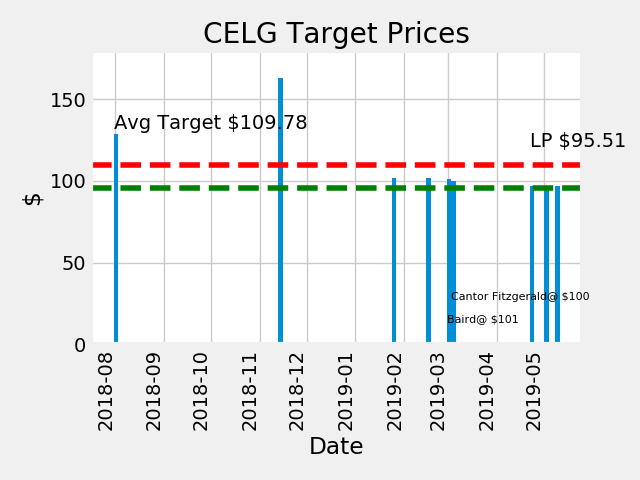 CELG Target Prices
Avg Target $109.78
LP $95.51
Cantor Fitzgerald@ $100
Baird@ $101
$
150
100
50
0
2018-08
2018-09
2018-10
2018-11
2018-12
2019-01
2019-02
2019-03
2019-04
2019-05
Date